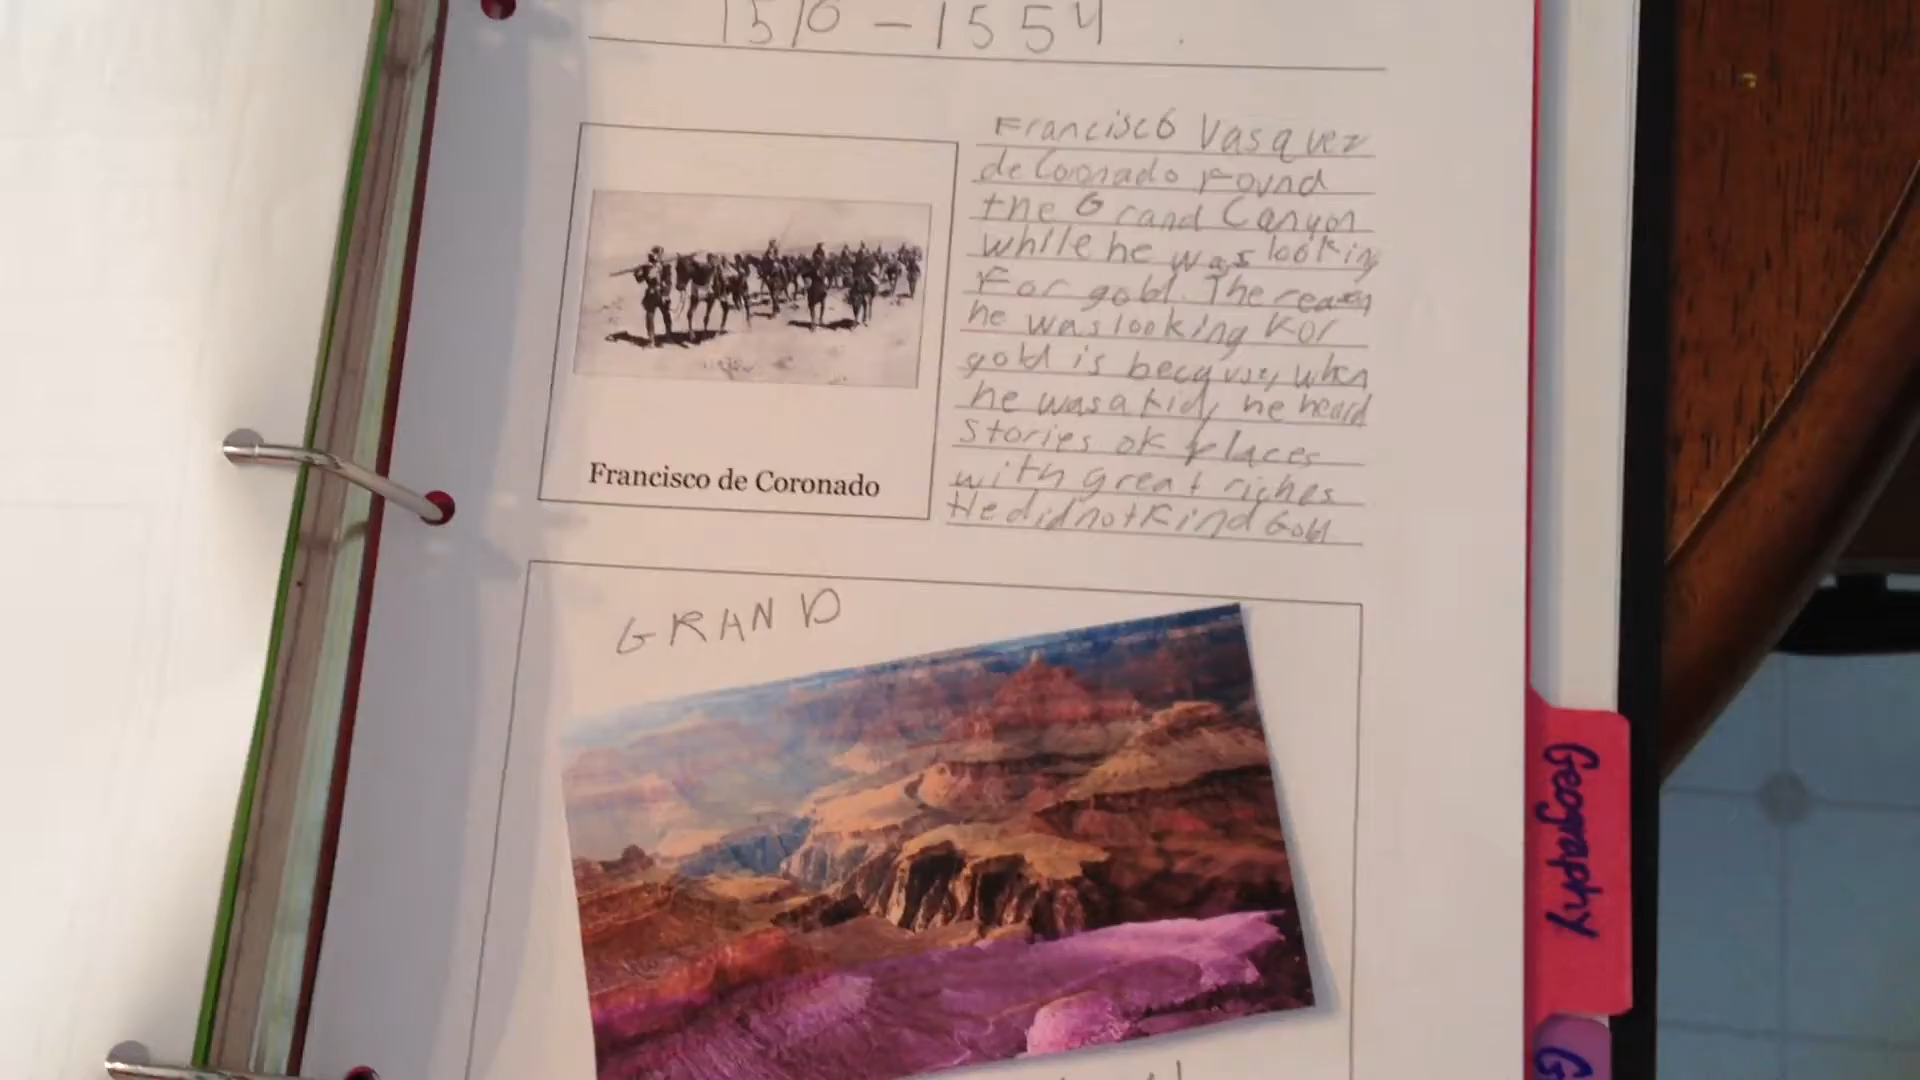 1510-1554
Francisco Vasquez
de Coronado Found
the Grand Canyon
while he was looking
For gold. The reason
he was looking For
gold is because, when
he was a kid, he heard
stories of places
with great riches
He did not Find Gold
Francisco de Coronado
GRAND
Geography
G